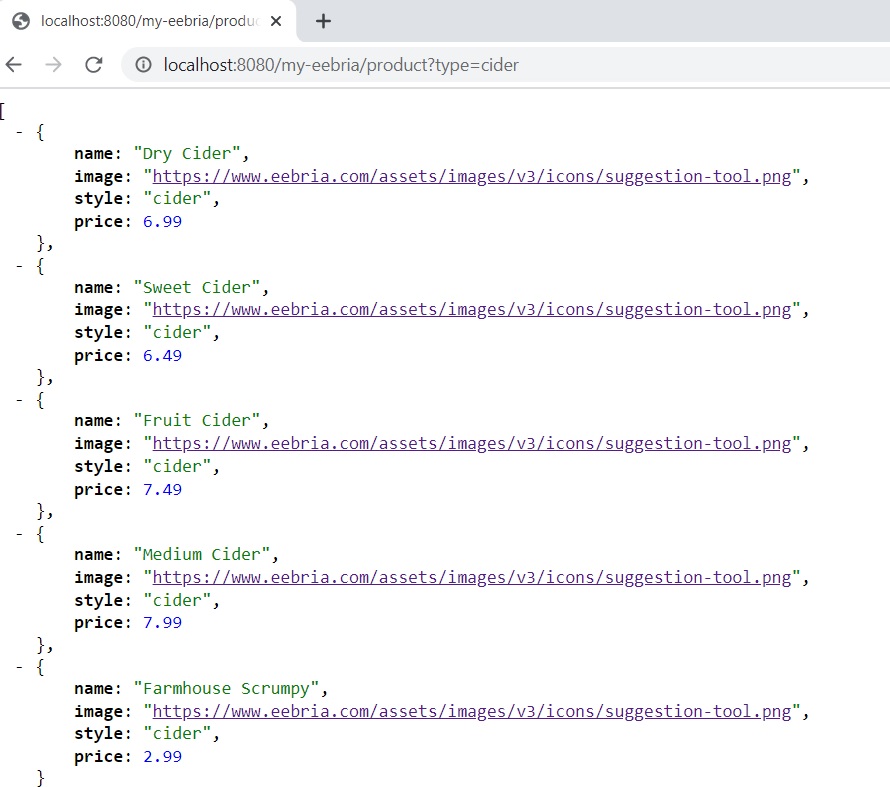 localhost:8080/my-eebria/produc
localhost:8080/my-eebria/product?type=cider
[
- {
name: "Dry Cider",
image: "https://www.eebria.com/assets/images/v3/icons/suggestion-tool.png",
style: "cider",
price: 6.99
},
- {
name: "Sweet Cider",
image: "https://www.eebria.com/assets/images/v3/icons/suggestion-tool.png",
style: "cider",
price: 6.49
},
- {
name: "Fruit Cider",
image: "https://www.eebria.com/assets/images/v3/icons/suggestion-tool.png",
style: "cider",
price: 7.49
},
- {
name: "Medium Cider",
image: "https://www.eebria.com/assets/images/v3/icons/suggestion-tool.png",
style: "cider",
price: 7.99
},
- {
name: "Farmhouse Scrumpy",
image: "https://www.eebria.com/assets/images/v3/icons/suggestion-tool.png",
style: "cider",
price: 2.99
}